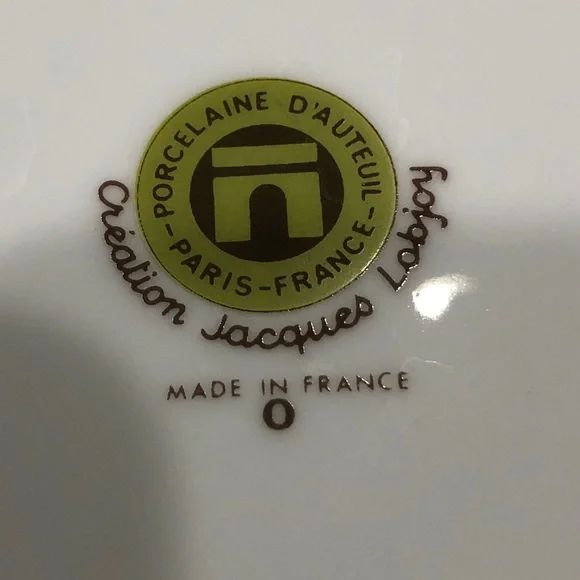 PORCELAINE D'AUTEUIL
-PARIS-FRANCE-
Création Jacques Lobjoy
MADE IN FRANCE
O